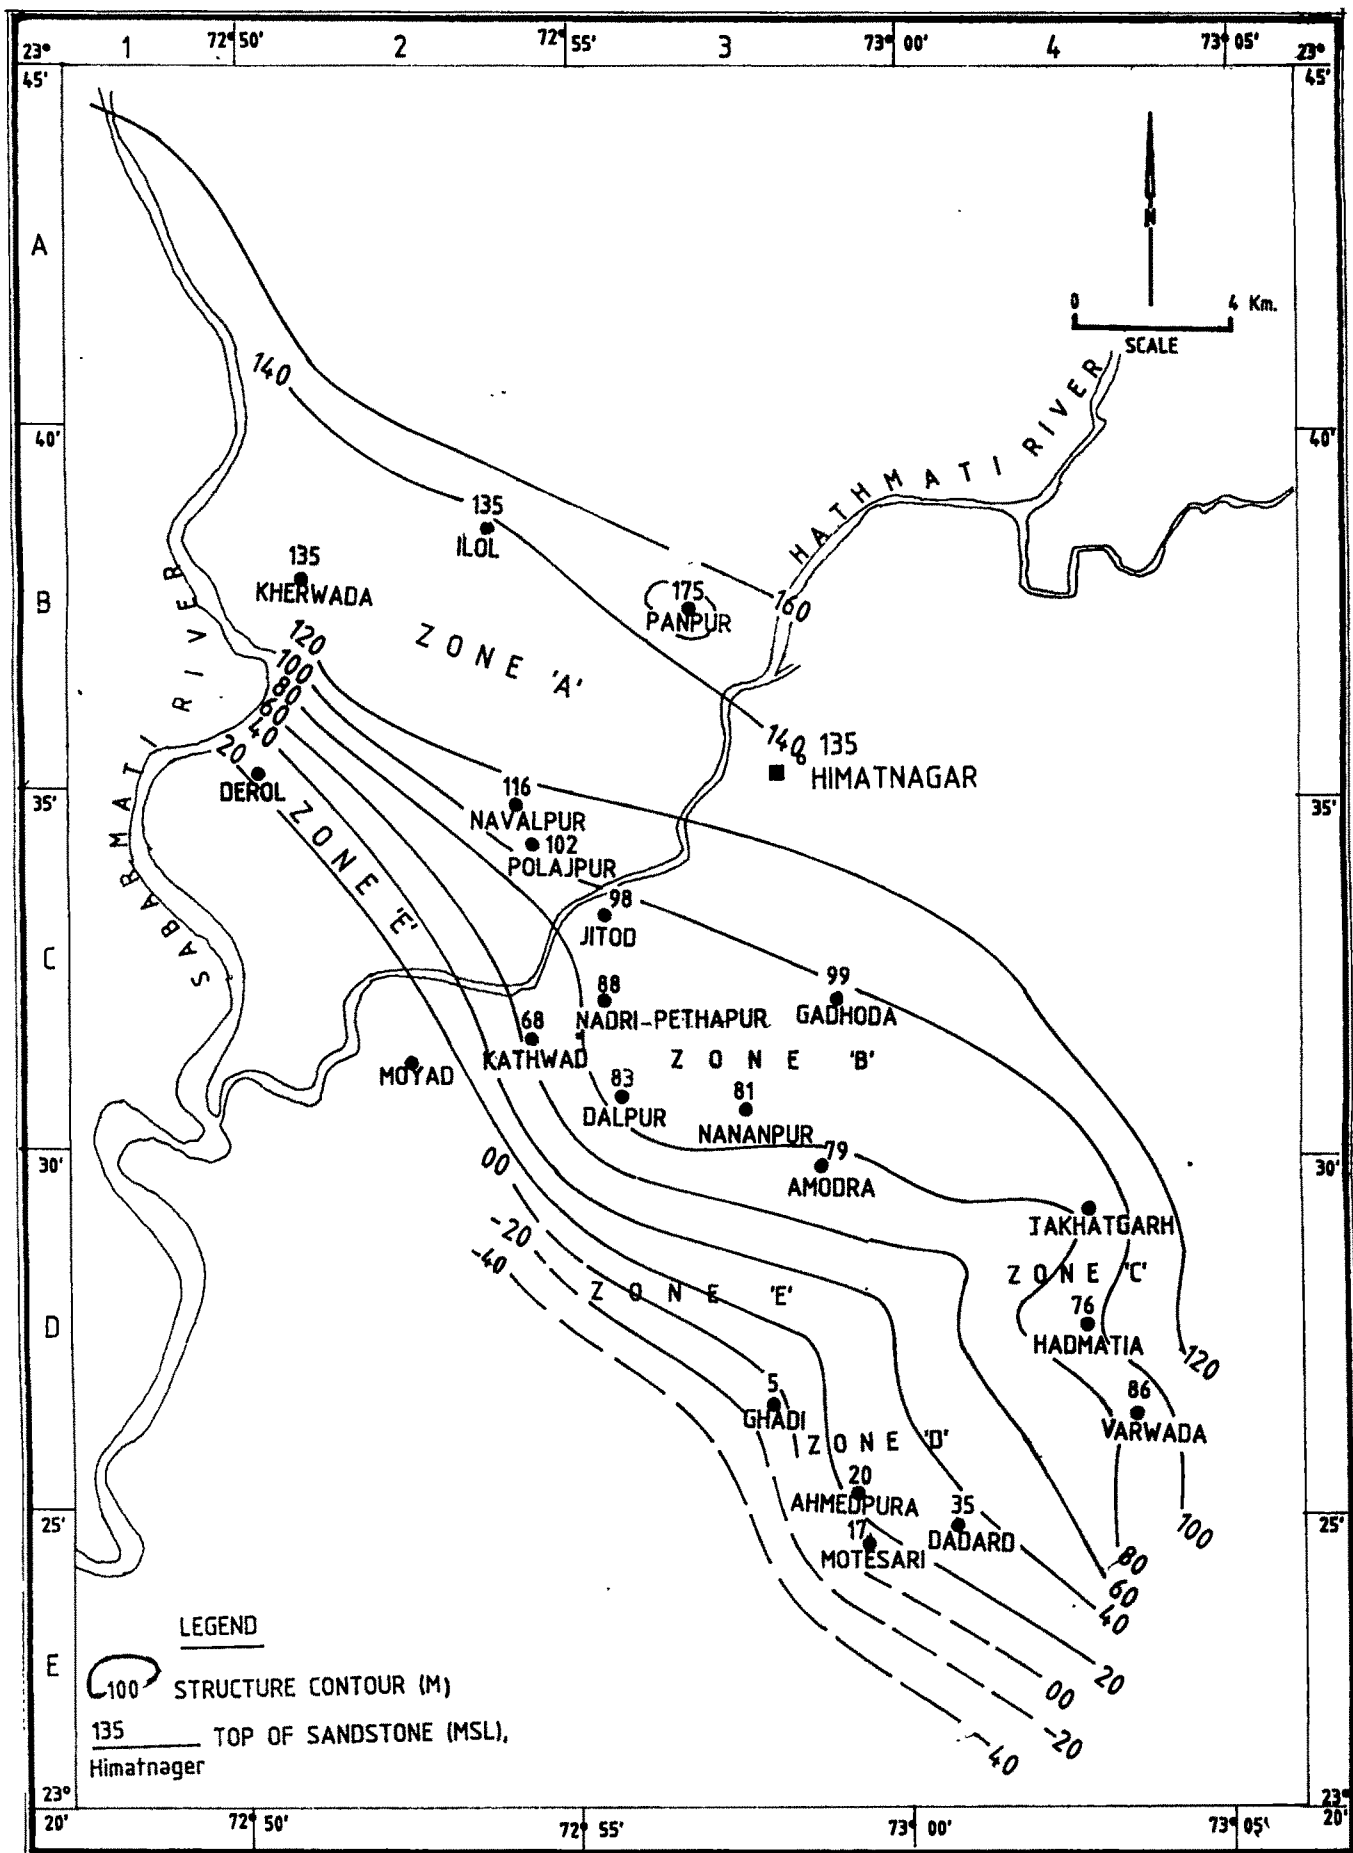 1 72° 50' 2 72° 55' 3 73° 00' 4 73° 05'
23° 23°
45' 45'
A
N
0 4 Km.
SCALE
140
40' 40'
HATHMATI RIVER
135
ILOL
135
KHERWADA
B
175
PANPUR
160
ZONE 'A'
SABARMATI RIVER
120
100
80
60
40
20
140
135
HIMATNAGAR
DEROL
35' 35'
116
NAVALPUR
102
POLAJPUR
ZONE 'E'
98
JITOD
C
88
NADRI-PETHAPUR
99
GADHODA
68
KATHWAD
ZONE 'B'
MOYAD
83
DALPUR
81
NANANPUR
30' 30'
00
79
AMODRA
TAKHATGARH
-20
-40
ZONE 'C'
ZONE 'E'
D
76
HADMATIA
120
5
GHADI
86
VARWADA
ZONE 'D'
20
AHMEDPURA
35
DADARD
17
MOTESARI
25' 25'
100
80
60
40
20
00
-20
-40
LEGEND
E
100 STRUCTURE CONTOUR (M)
135 TOP OF SANDSTONE (MSL),
Himatnager
23° 23°
20' 72° 50' 72° 55' 73° 00' 73° 05' 20'